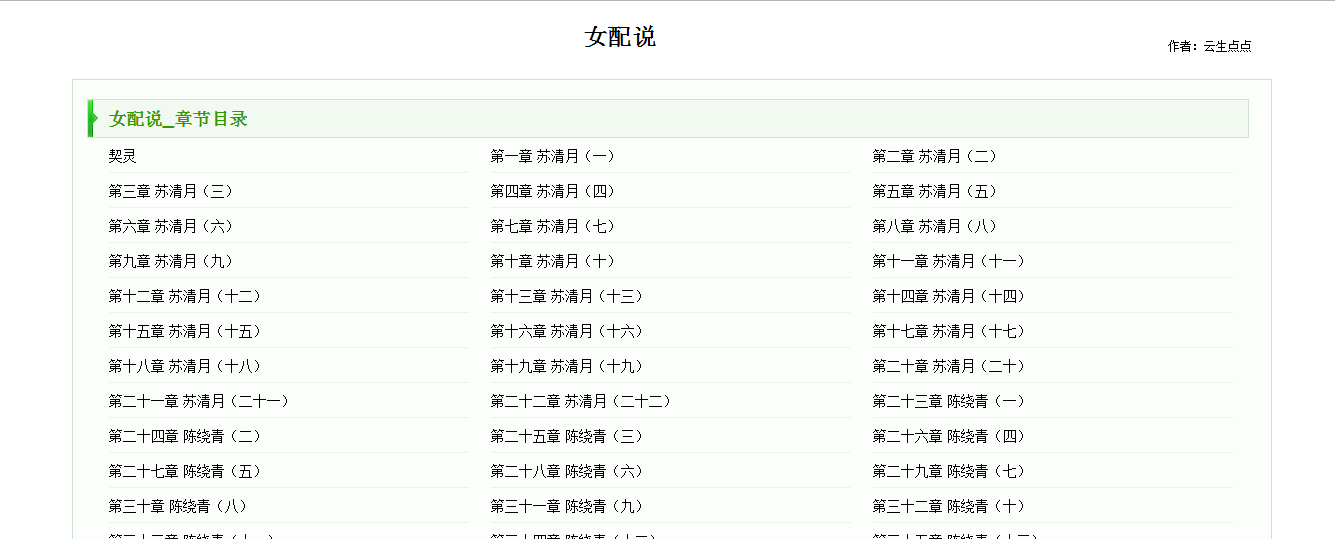 女配说
作者：云生点点
女配说_章节目录
契灵
第一章 苏清月（一）
第二章 苏清月（二）
第三章 苏清月（三）
第四章 苏清月（四）
第五章 苏清月（五）
第六章 苏清月（六）
第七章 苏清月（七）
第八章 苏清月（八）
第九章 苏清月（九）
第十章 苏清月（十）
第十一章 苏清月（十一）
第十二章 苏清月（十二）
第十三章 苏清月（十三）
第十四章 苏清月（十四）
第十五章 苏清月（十五）
第十六章 苏清月（十六）
第十七章 苏清月（十七）
第十八章 苏清月（十八）
第十九章 苏清月（十九）
第二十章 苏清月（二十）
第二十一章 苏清月（二十一）
第二十二章 苏清月（二十二）
第二十三章 陈绕青（一）
第二十四章 陈绕青（二）
第二十五章 陈绕青（三）
第二十六章 陈绕青（四）
第二十七章 陈绕青（五）
第二十八章 陈绕青（六）
第二十九章 陈绕青（七）
第三十章 陈绕青（八）
第三十一章 陈绕青（九）
第三十二章 陈绕青（十）